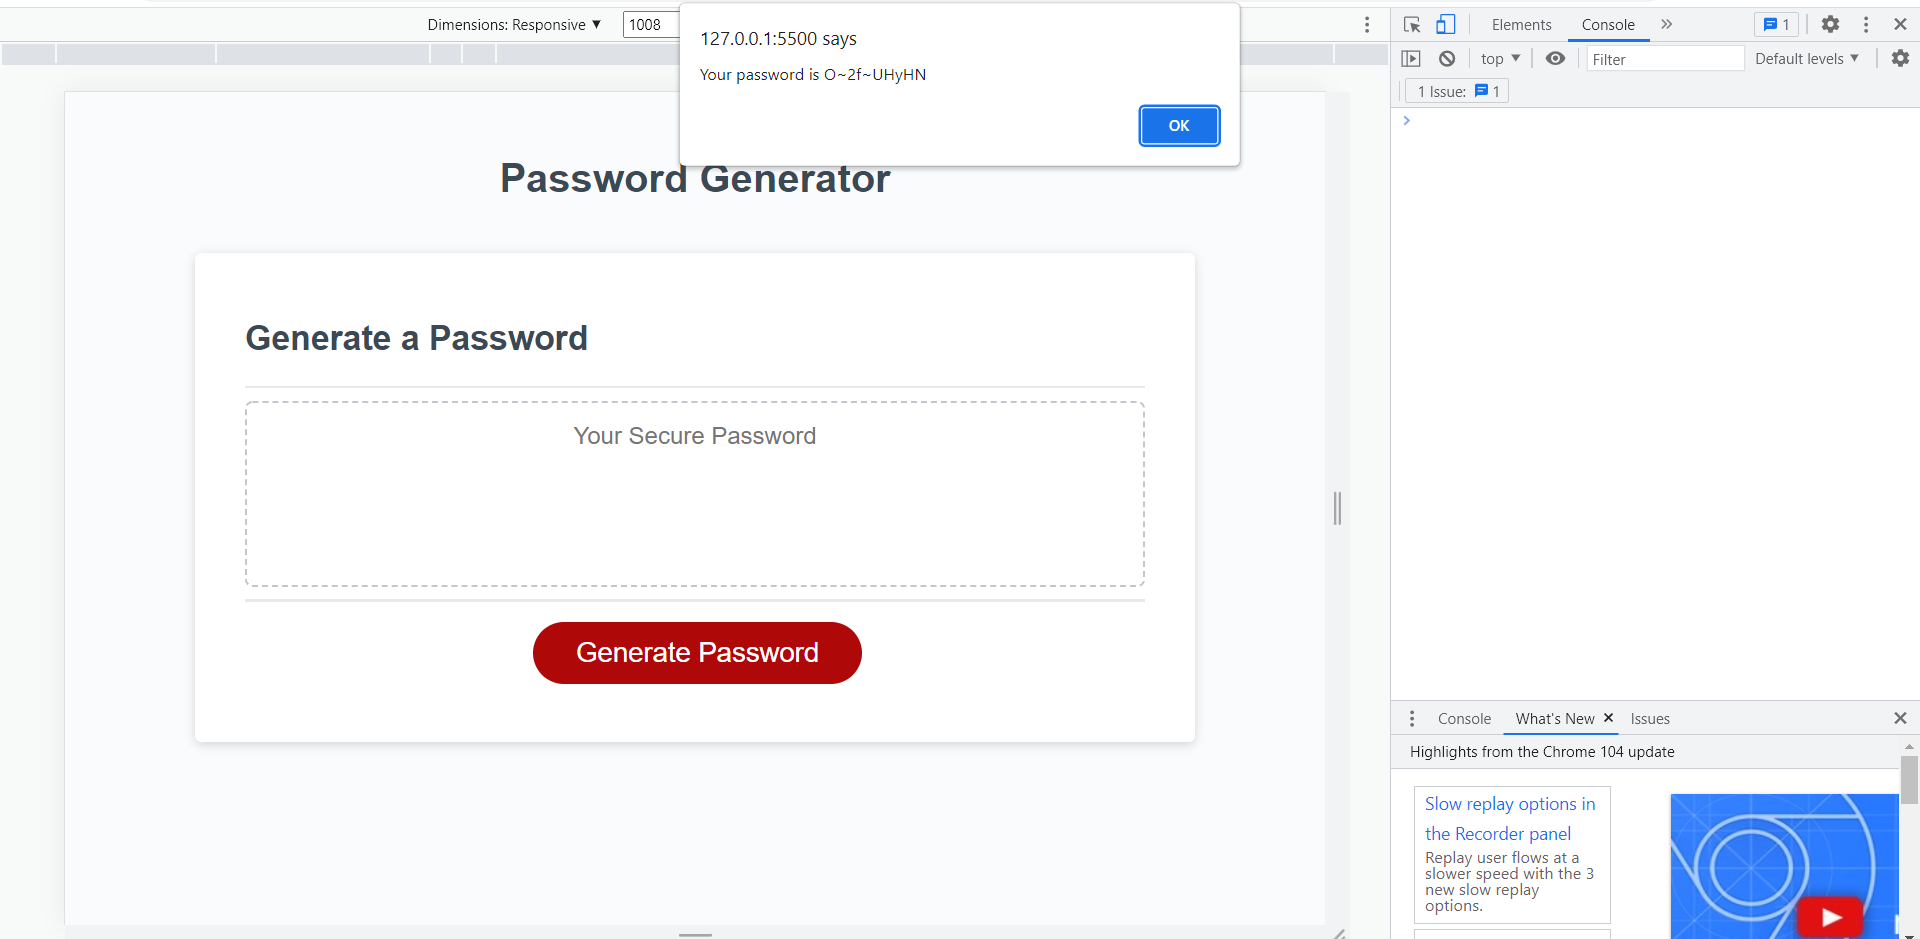 Dimensions: Responsive ▼ 1008
127.0.0.1:5500 says
Your password is O~2f~UHyHN
OK
Password Generator
Generate a Password
Your Secure Password
Generate Password
Elements Console » 1
top ▼ Filter Default levels ▼
1 Issue: 1
Console What's New × Issues
Highlights from the Chrome 104 update
Slow replay options in
the Recorder panel
Replay user flows at a
slower speed with the 3
new slow replay
options.